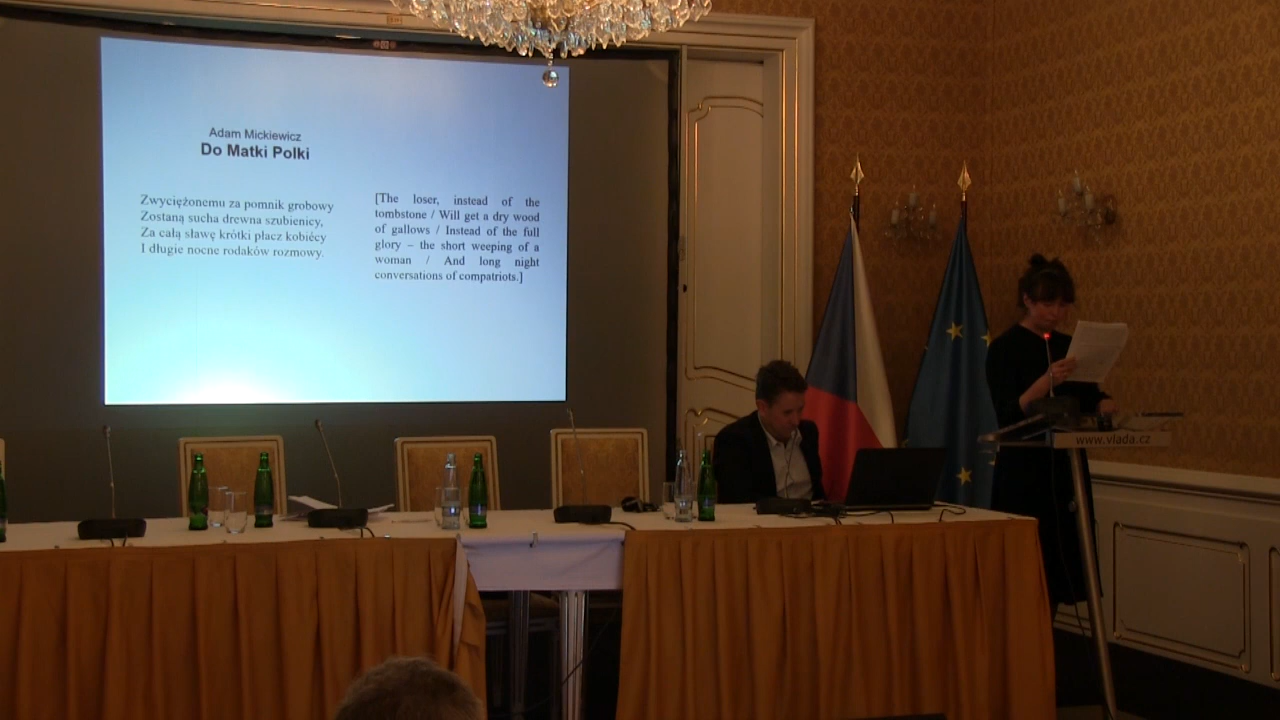 Adam Mickiewicz
Do Matki Polki
Zwyciężonemu za pomnik grobowy
Zostaną sucha drewna szubienicy,
Za całą sławę krótki płacz kobiécy
I długie nocne rodaków rozmowy.
[The loser, instead of the
tombstone / Will get a dry wood
of gallows / Instead of the full
glory – the short weeping of a
woman / And long night
conversations of compatriots.]
www.vlada.cz